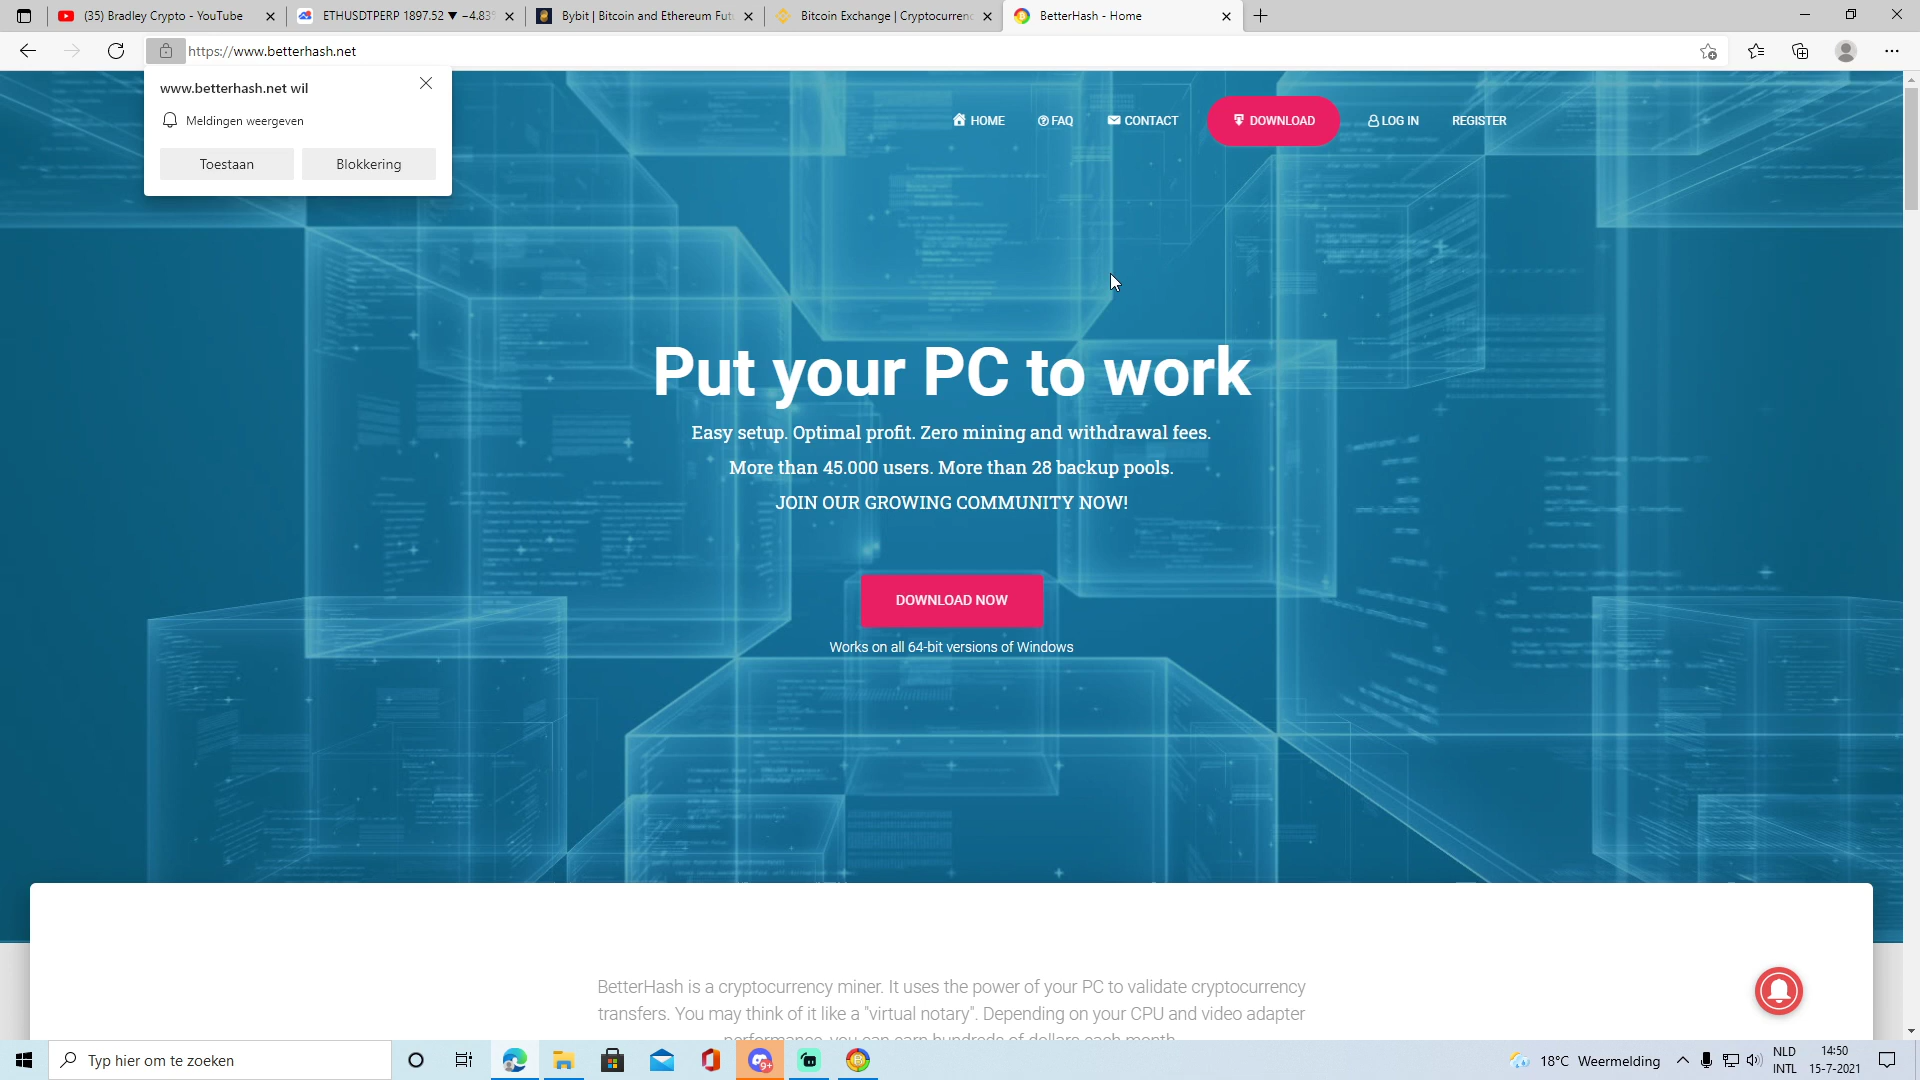 (35) Bradley Crypto - YouTube
ETHUSDTPERP 1897.52 ▼ −4.83
Bybit | Bitcoin and Ethereum Fut
Bitcoin Exchange | Cryptocurren
BetterHash - Home
https://www.betterhash.net
www.betterhash.net wil
Meldingen weergeven
Toestaan
Blokkering
HOME
FAQ
CONTACT
DOWNLOAD
LOG IN
REGISTER
Put your PC to work
Easy setup. Optimal profit. Zero mining and withdrawal fees.
More than 45.000 users. More than 28 backup pools.
JOIN OUR GROWING COMMUNITY NOW!
DOWNLOAD NOW
Works on all 64-bit versions of Windows
BetterHash is a cryptocurrency miner. It uses the power of your PC to validate cryptocurrency
transfers. You may think of it like a "virtual notary". Depending on your CPU and video adapter
performance, you can earn hundreds of dollars each month.
Typ hier om te zoeken
9+
18°C Weermelding
NLD
INTL
14:50
15-7-2021